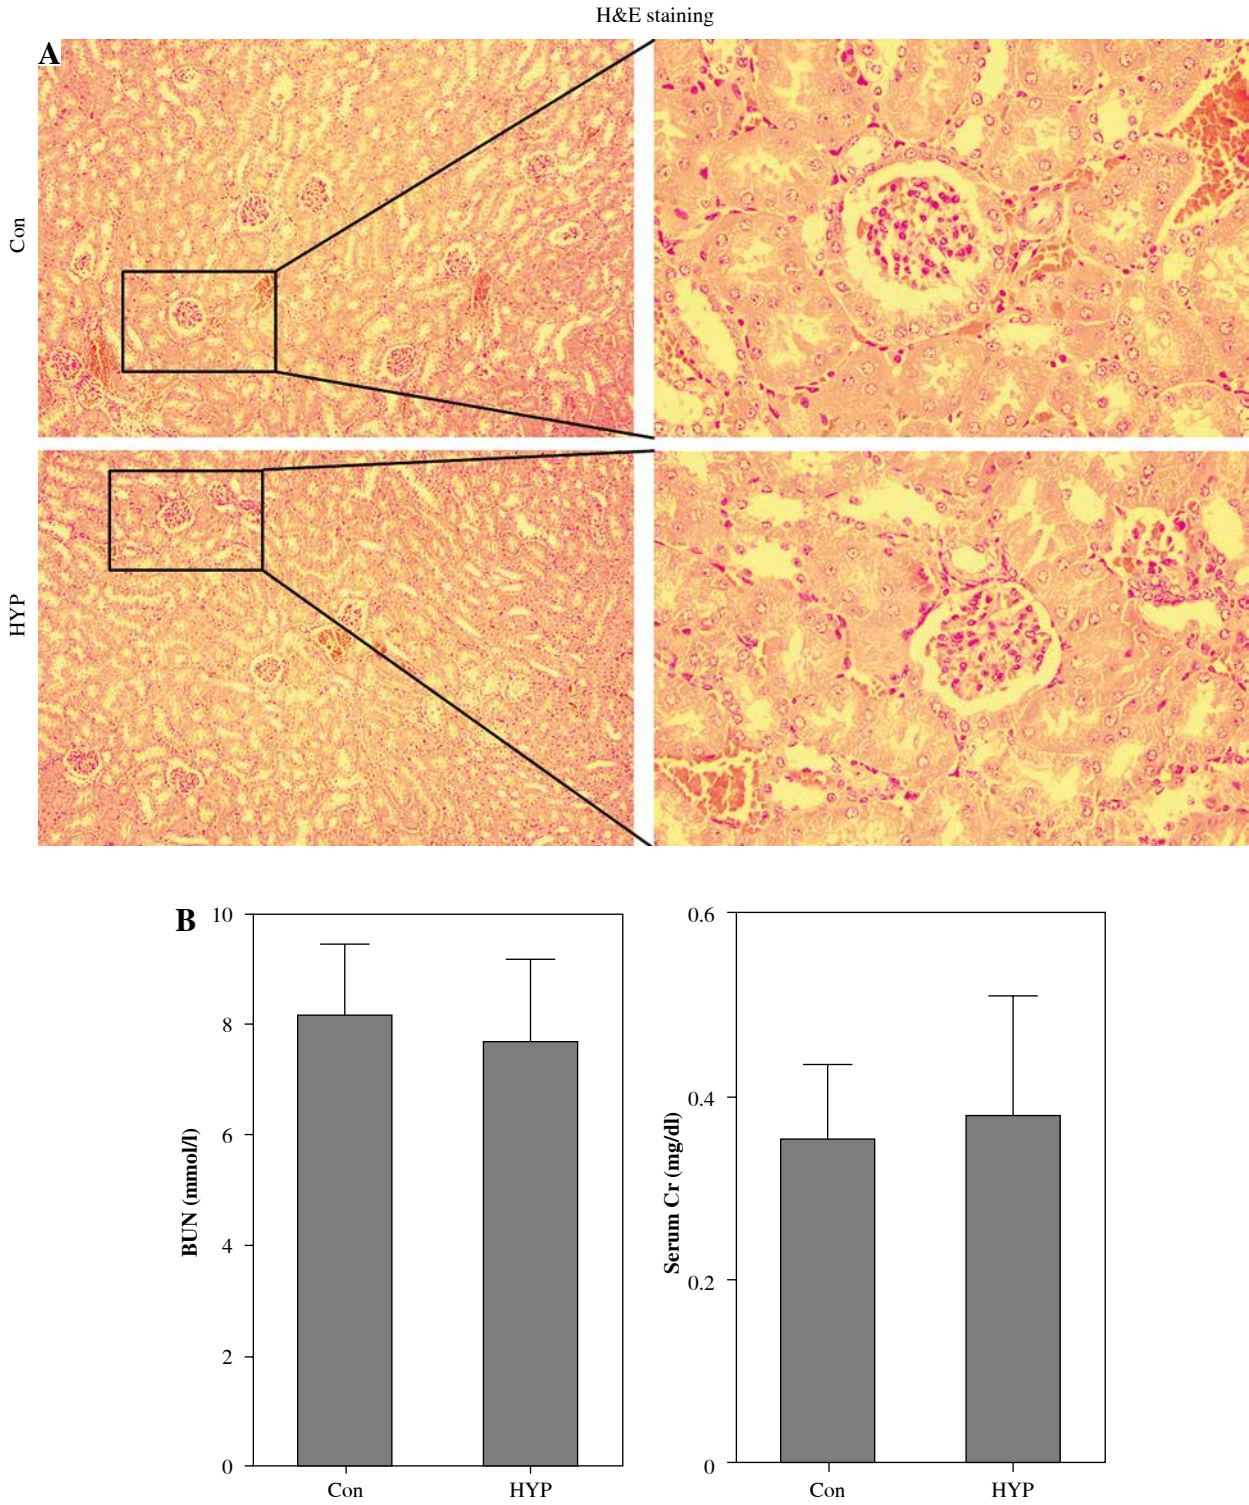 H&E staining
A
Con
HYP
B
10
8
6
4
2
0
BUN (mmol/l)
Con
HYP
0.6
0.4
0.2
0
Serum Cr (mg/dl)
Con
HYP